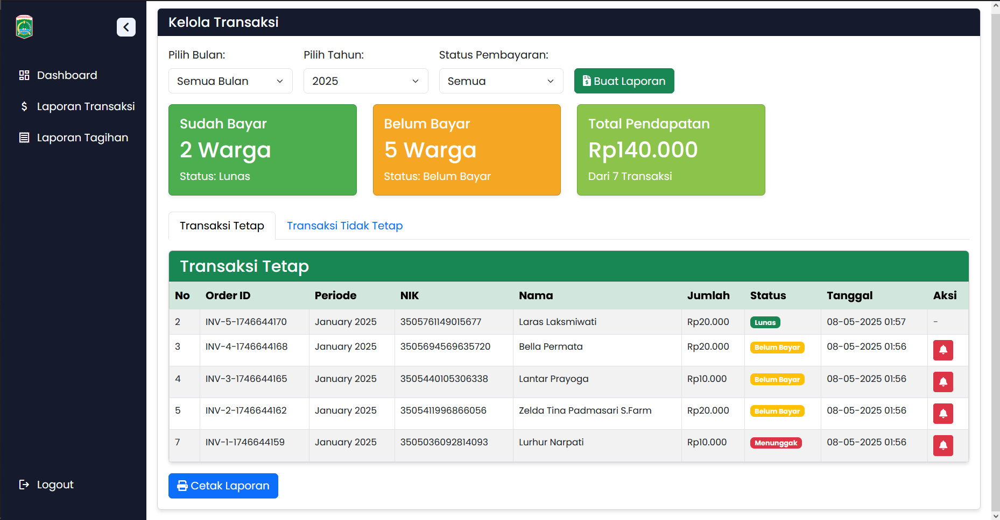 Kelola Transaksi
Dashboard
Laporan Transaksi
Laporan Tagihan
Logout
Pilih Bulan: Pilih Tahun: Status Pembayaran:
Semua Bulan 2025 Semua Buat Laporan
Sudah Bayar
2 Warga
Status: Lunas
Belum Bayar
5 Warga
Status: Belum Bayar
Total Pendapatan
Rp140.000
Dari 7 Transaksi
Transaksi Tetap Transaksi Tidak Tetap
Transaksi Tetap
No Order ID Periode NIK Nama Jumlah Status Tanggal Aksi
2 INV-5-1746644170 January 2025 3505761149015677 Laras Laksmiwati Rp20.000 Lunas 08-05-2025 01:57 -
3 INV-4-1746644168 January 2025 3505694569635720 Bella Permata Rp20.000 Belum Bayar 08-05-2025 01:56
4 INV-3-1746644165 January 2025 3505440105306338 Lantar Prayoga Rp10.000 Belum Bayar 08-05-2025 01:56
5 INV-2-1746644162 January 2025 3505411996866056 Zelda Tina Padmasari S.Farm Rp20.000 Belum Bayar 08-05-2025 01:56
7 INV-1-1746644159 January 2025 3505036092814093 Lurhur Narpati Rp10.000 Menunggak 08-05-2025 01:56
Cetak Laporan